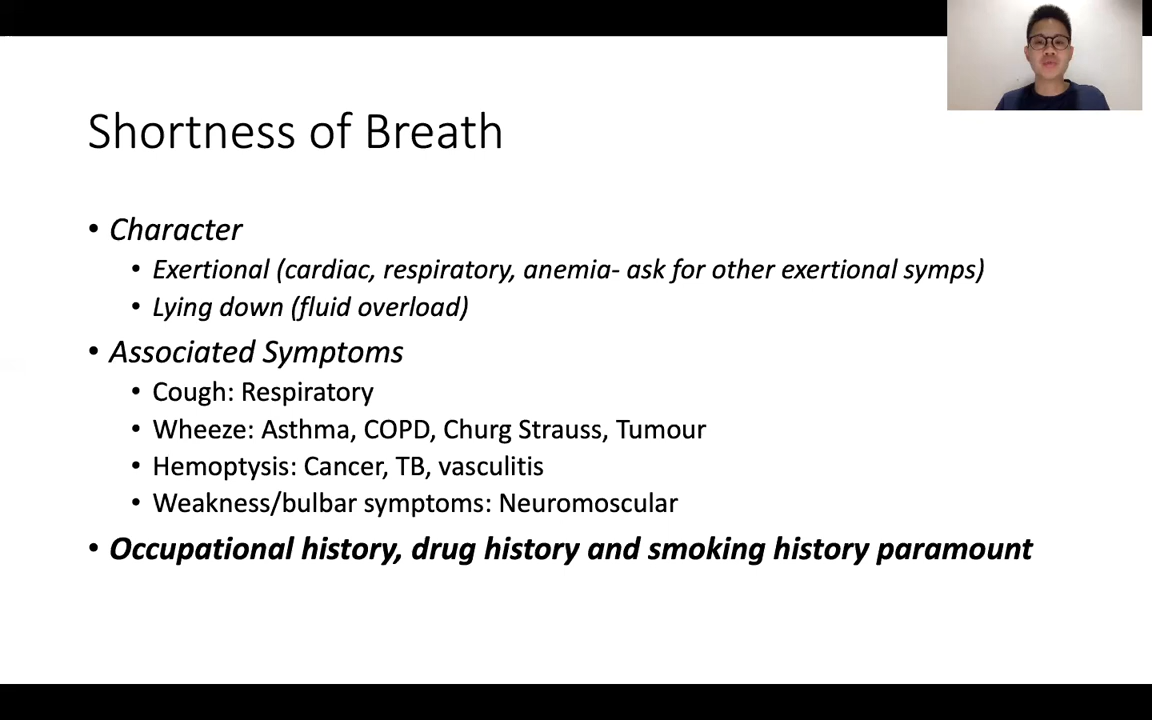 Shortness of Breath
• Character
• Exertional (cardiac, respiratory, anemia- ask for other exertional symps)
• Lying down (fluid overload)
• Associated Symptoms
• Cough: Respiratory
• Wheeze: Asthma, COPD, Churg Strauss, Tumour
• Hemoptysis: Cancer, TB, vasculitis
• Weakness/bulbar symptoms: Neuromoscular
• Occupational history, drug history and smoking history paramount